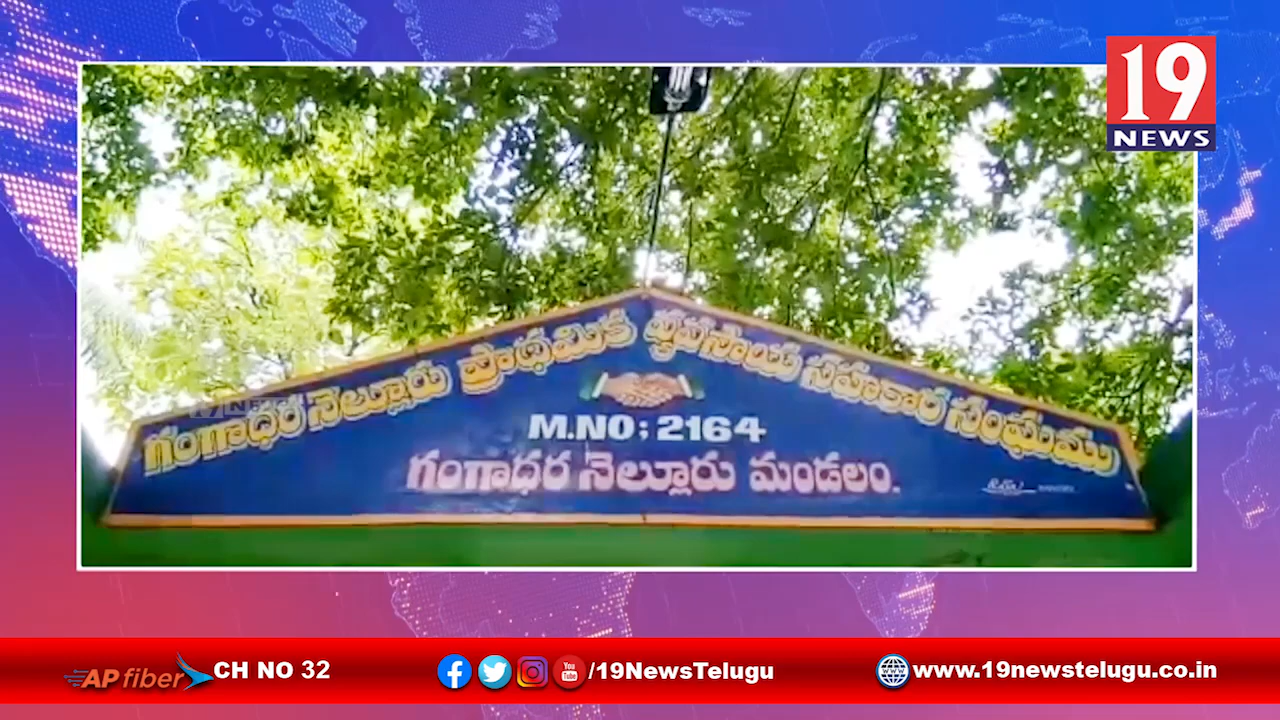 19
NEWS
గంగాధర నెల్లూరు ప్రాథమిక వ్యవసాయ సహకార సంఘము
M.NO; 2164
గంగాధర నెల్లూరు మండలం.
AP fiber CH NO 32
/19NewsTelugu
www.19newstelugu.co.in